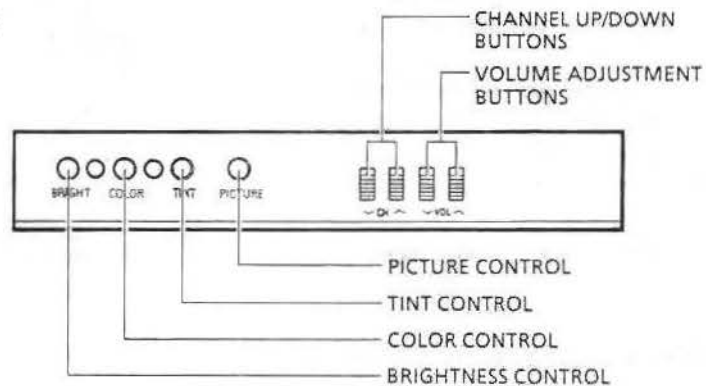 CHANNEL UP/DOWN
BUTTONS
VOLUME ADJUSTMENT
BUTTONS
BRIGHT COLOR TINT PICTURE
CH VOL
PICTURE CONTROL
TINT CONTROL
COLOR CONTROL
BRIGHTNESS CONTROL